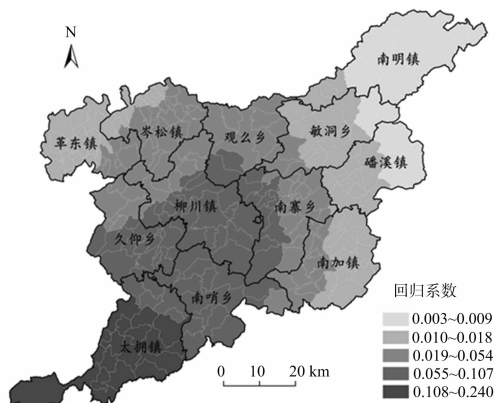 N
南明镇
岑松镇
观么乡
敏洞乡
革东镇
磻溪镇
柳川镇
南寨乡
久仰乡
南加镇
南哨乡
太拥镇
回归系数
0.003~0.009
0.010~0.018
0.019~0.054
0.055~0.107
0.108~0.240
0 10 20 km